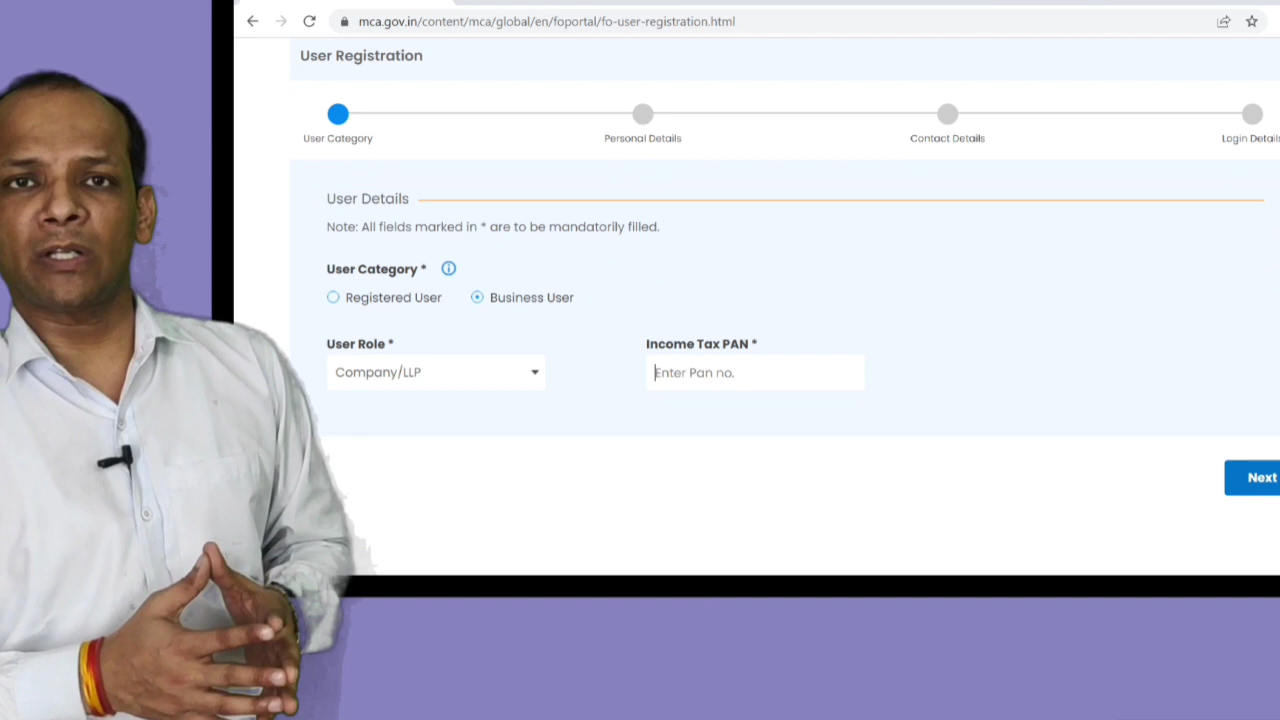 mca.gov.in/content/mca/global/en/foportal/fo-user-registration.html
User Registration
User Category Personal Details Contact Details Login Details
User Details
Note: All fields marked in * are to be mandatorily filled.
User Category *
Registered User Business User
User Role * Income Tax PAN *
Company/LLP Enter Pan no.
Next